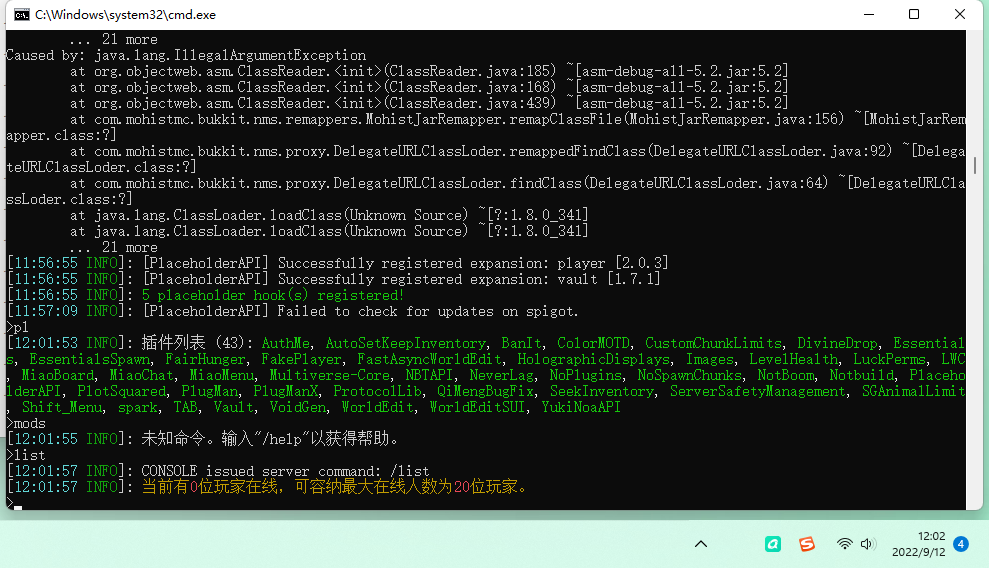 C:\Windows\system32\cmd.exe
... 21 more
Caused by: java.lang.IllegalArgumentException
at org.objectweb.asm.ClassReader.<init>(ClassReader.java:185) ~[asm-debug-all-5.2.jar:5.2]
at org.objectweb.asm.ClassReader.<init>(ClassReader.java:168) ~[asm-debug-all-5.2.jar:5.2]
at org.objectweb.asm.ClassReader.<init>(ClassReader.java:439) ~[asm-debug-all-5.2.jar:5.2]
at com.mohistmc.bukkit.nms.remappers.MohistJarRemapper.remapClassFile(MohistJarRemapper.java:156) ~[MohistJarRem
apper.class:?]
at com.mohistmc.bukkit.nms.proxy.DelegateURLClassLoder.remappedFindClass(DelegateURLClassLoder.java:92) ~[Delega
teURLClassLoder.class:?]
at com.mohistmc.bukkit.nms.proxy.DelegateURLClassLoder.findClass(DelegateURLClassLoder.java:64) ~[DelegateURLCla
ssLoder.class:?]
at java.lang.ClassLoader.loadClass(Unknown Source) ~[?:1.8.0_341]
at java.lang.ClassLoader.loadClass(Unknown Source) ~[?:1.8.0_341]
... 21 more
[11:56:55 INFO]: [PlaceholderAPI] Successfully registered expansion: player [2.0.3]
[11:56:55 INFO]: [PlaceholderAPI] Successfully registered expansion: vault [1.7.1]
[11:56:55 INFO]: 5 placeholder hook(s) registered!
[11:57:09 INFO]: [PlaceholderAPI] Failed to check for updates on spigot.
>pl
[12:01:53 INFO]: 插件列表 (43): AuthMe, AutoSetKeepInventory, BanIt, ColorMOTD, CustomChunkLimits, DivineDrop, Essential
s, EssentialsSpawn, FairHunger, FakePlayer, FastAsyncWorldEdit, HolographicDisplays, Images, LevelHealth, LuckPerms, LWC
, MiaoBoard, MiaoChat, MiaoMenu, Multiverse-Core, NBTAPI, NeverLag, NoPlugins, NoSpawnChunks, NotBoom, Notbuild, Placeho
lderAPI, PlotSquared, PlugMan, PlugManX, ProtocolLib, QiMengBugFix, SeekInventory, ServerSafetyManagement, SGAnimalLimit
, Shift_Menu, spark, TAB, Vault, VoidGen, WorldEdit, WorldEditSUI, YukiNoaAPI
>mods
[12:01:55 INFO]: 未知命令。输入"/help"以获得帮助。
>list
[12:01:57 INFO]: CONSOLE issued server command: /list
[12:01:57 INFO]: 当前有0位玩家在线，可容纳最大在线人数为20位玩家。
>
12:02
2022/9/12
4